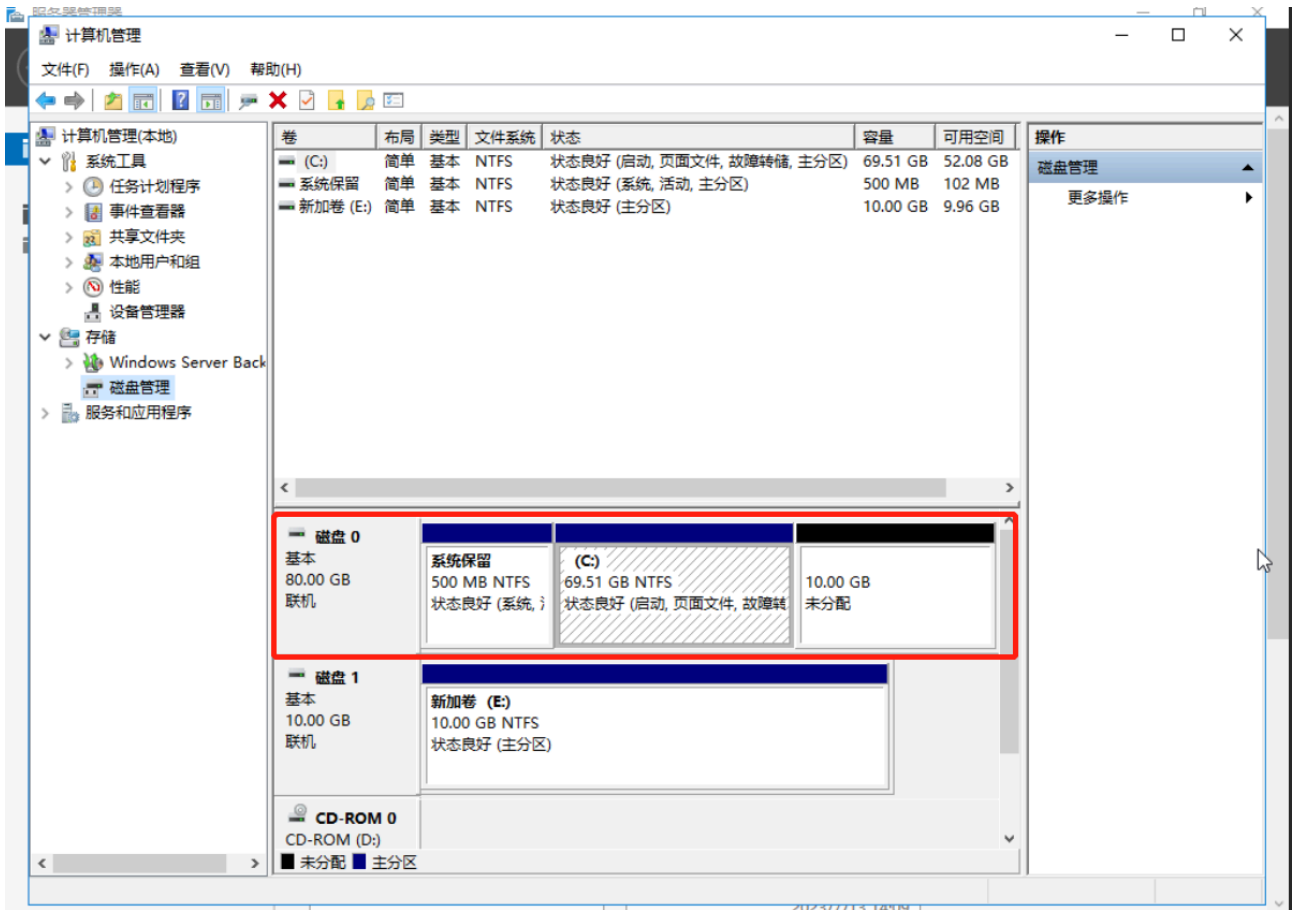 服务器管理器
计算机管理
文件(F) 操作(A) 查看(V) 帮助(H)
计算机管理(本地)
系统工具
任务计划程序
事件查看器
共享文件夹
本地用户和组
性能
设备管理器
存储
Windows Server Back
磁盘管理
服务和应用程序
卷 布局 类型 文件系统 状态 容量 可用空间
(C:) 简单 基本 NTFS 状态良好 (启动, 页面文件, 故障转储, 主分区) 69.51 GB 52.08 GB
系统保留 简单 基本 NTFS 状态良好 (系统, 活动, 主分区) 500 MB 102 MB
新加卷 (E:) 简单 基本 NTFS 状态良好 (主分区) 10.00 GB 9.96 GB
操作
磁盘管理
更多操作
磁盘 0
基本
80.00 GB
联机
系统保留
500 MB NTFS
状态良好 (系统,
(C:)
69.51 GB NTFS
状态良好 (启动, 页面文件, 故障转
10.00 GB
未分配
磁盘 1
基本
10.00 GB
联机
新加卷 (E:)
10.00 GB NTFS
状态良好 (主分区)
CD-ROM 0
CD-ROM (D:)
未分配 主分区
2023/7/13 14:09